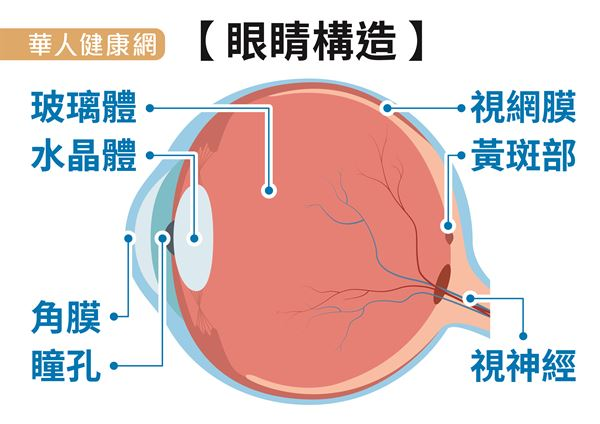 華人健康網
【眼睛構造】
玻璃體
水晶體
角膜
瞳孔
視網膜
黃斑部
視神經